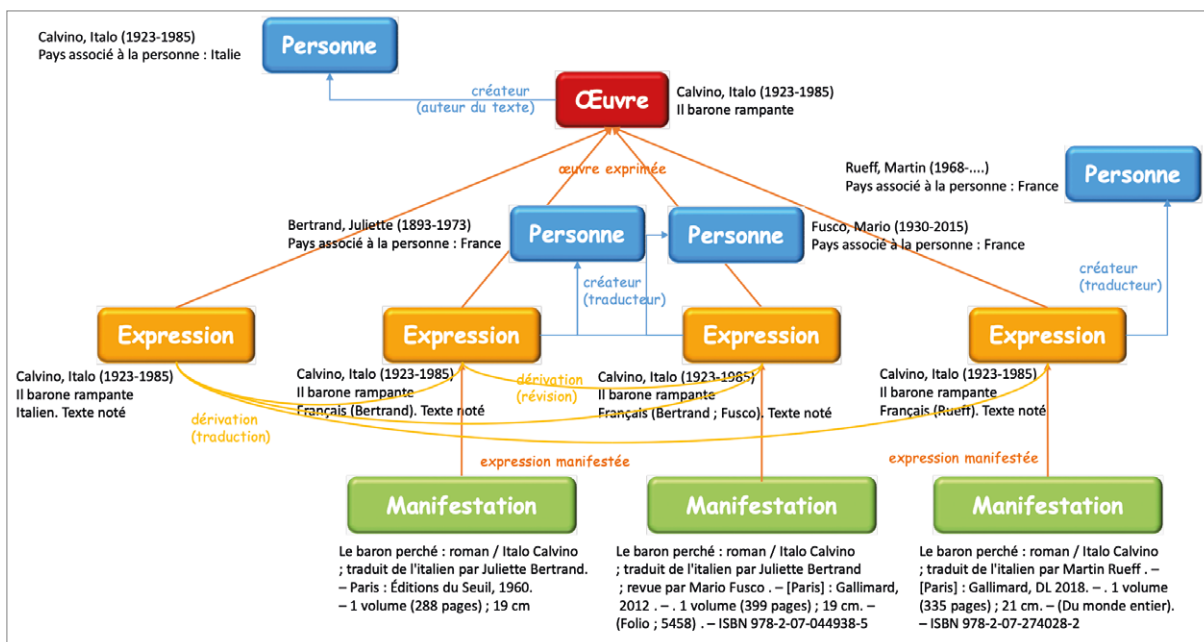 Calvino, Italo (1923-1985)
Pays associé à la personne : Italie
Personne
créateur
(auteur du texte)
Œuvre
Calvino, Italo (1923-1985)
Il barone rampante
œuvre exprimée
Rueff, Martin (1968-....)
Pays associé à la personne : France
Personne
Bertrand, Juliette (1893-1973)
Pays associé à la personne : France
Personne
Personne
Fusco, Mario (1930-2015)
Pays associé à la personne : France
créateur
(traducteur)
créateur
(traducteur)
Expression
Calvino, Italo (1923-1985)
Il barone rampante
Italien. Texte noté
Expression
Calvino, Italo (1923-1985)
Il barone rampante
Français (Bertrand). Texte noté
Expression
Calvino, Italo (1923-1985)
Il barone rampante
Français (Bertrand ; Fusco). Texte noté
Expression
Calvino, Italo (1923-1985)
Il barone rampante
Français (Rueff). Texte noté
dérivation
(traduction)
dérivation
(révision)
expression manifestée
expression manifestée
Manifestation
Le baron perché : roman / Italo Calvino
; traduit de l'italien par Juliette Bertrand.
– Paris : Éditions du Seuil, 1960.
– 1 volume (288 pages) ; 19 cm
Manifestation
Le baron perché : roman / Italo Calvino
; traduit de l'italien par Juliette Bertrand
; revue par Mario Fusco . – [Paris] : Gallimard,
2012 . – . 1 volume (399 pages) ; 19 cm. –
(Folio ; 5458) . – ISBN 978-2-07-044938-5
Manifestation
Le baron perché : roman / Italo Calvino
; traduit de l'italien par Martin Rueff . –
[Paris] : Gallimard, DL 2018. – . 1 volume
(335 pages) ; 21 cm. – (Du monde entier).
– ISBN 978-2-07-274028-2